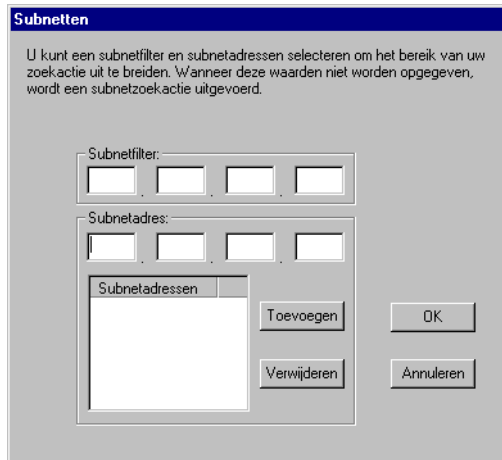 Subnetten
U kunt een subnetfilter en subnetadressen selecteren om het bereik van uw
zoekactie uit te breiden. Wanneer deze waarden niet worden opgegeven,
wordt een subnetzoekactie uitgevoerd.
Subnetfilter:
. . .
Subnetadres:
. . .
Subnetadressen
Toevoegen
OK
Verwijderen
Annuleren